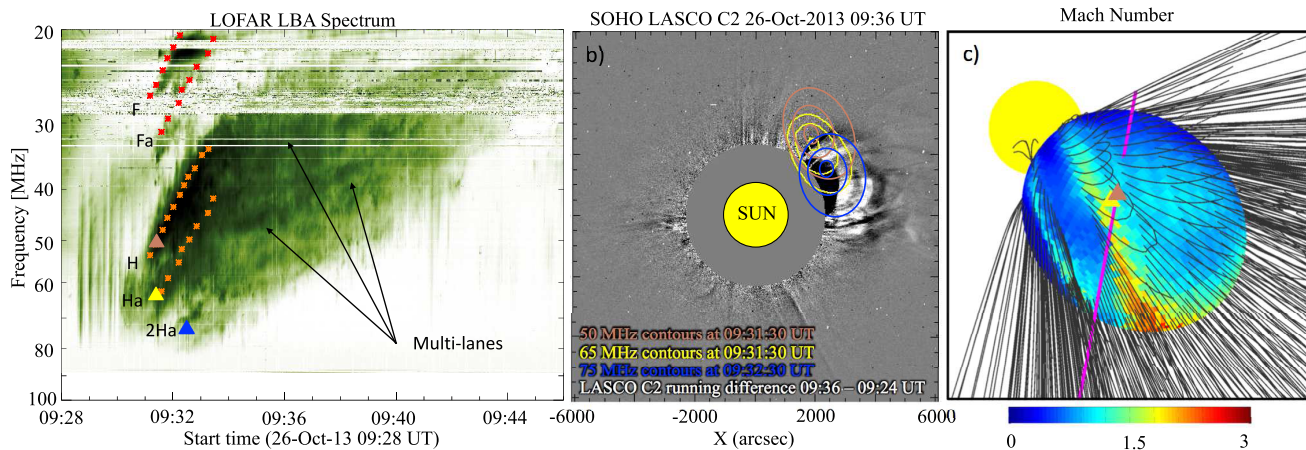 LOFAR LBA Spectrum
20
30
40
50
60
80
100
Frequency [MHz]
F
Fa
H
Ha
2Ha
Multi-lanes
09:28
09:32
09:36
09:40
09:44
Start time (26-Oct-13 09:28 UT)
SOHO LASCO C2 26-Oct-2013 09:36 UT
b)
SUN
50 MHz contours at 09:31:30 UT
65 MHz contours at 09:31:30 UT
75 MHz contours at 09:32:30 UT
LASCO C2 running difference 09:36 – 09:24 UT
-6000
-4000
-2000
0
2000
4000
6000
X (arcsec)
Mach Number
c)
0
1.5
3